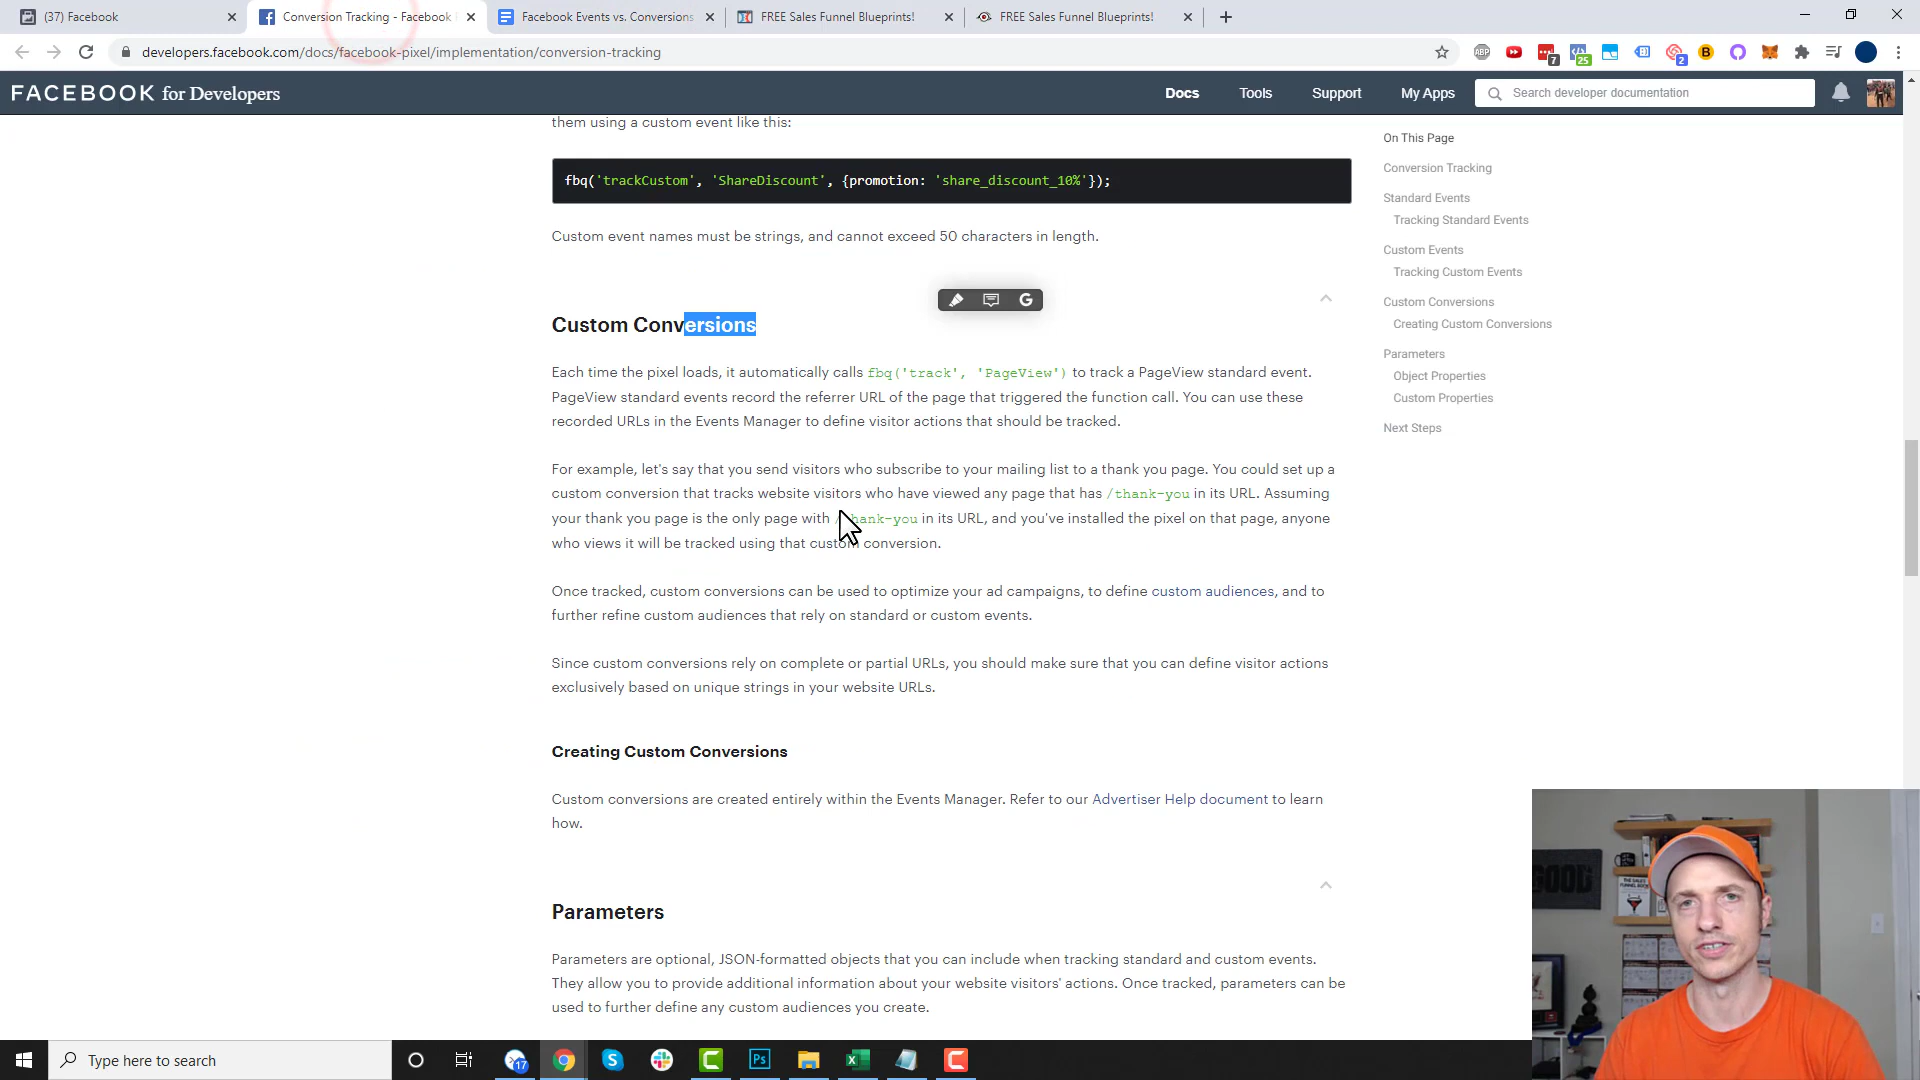 (37) Facebook
Conversion Tracking - Facebook
Facebook Events vs. Conversions
FREE Sales Funnel Blueprints!
FREE Sales Funnel Blueprints!
developers.facebook.com/docs/facebook-pixel/implementation/conversion-tracking
ABP
7
25
2
B
FACEBOOK for Developers
Docs
Tools
Support
My Apps
Search developer documentation
them using a custom event like this:
fbq('trackCustom', 'ShareDiscount', {promotion: 'share_discount_10%'});
Custom event names must be strings, and cannot exceed 50 characters in length.
G
Custom Conversions
Each time the pixel loads, it automatically calls fbq('track', 'PageView') to track a PageView standard event.
PageView standard events record the referrer URL of the page that triggered the function call. You can use these
recorded URLs in the Events Manager to define visitor actions that should be tracked.
For example, let's say that you send visitors who subscribe to your mailing list to a thank you page. You could set up a
custom conversion that tracks website visitors who have viewed any page that has /thank-you in its URL. Assuming
your thank you page is the only page with /thank-you in its URL, and you've installed the pixel on that page, anyone
who views it will be tracked using that custom conversion.
Once tracked, custom conversions can be used to optimize your ad campaigns, to define custom audiences, and to
further refine custom audiences that rely on standard or custom events.
Since custom conversions rely on complete or partial URLs, you should make sure that you can define visitor actions
exclusively based on unique strings in your website URLs.
Creating Custom Conversions
Custom conversions are created entirely within the Events Manager. Refer to our Advertiser Help document to learn
how.
Parameters
Parameters are optional, JSON-formatted objects that you can include when tracking standard and custom events.
They allow you to provide additional information about your website visitors' actions. Once tracked, parameters can be
used to further define any custom audiences you create.
On This Page
Conversion Tracking
Standard Events
Tracking Standard Events
Custom Events
Tracking Custom Events
Custom Conversions
Creating Custom Conversions
Parameters
Object Properties
Custom Properties
Next Steps
GOOD
Type here to search
17
Ps